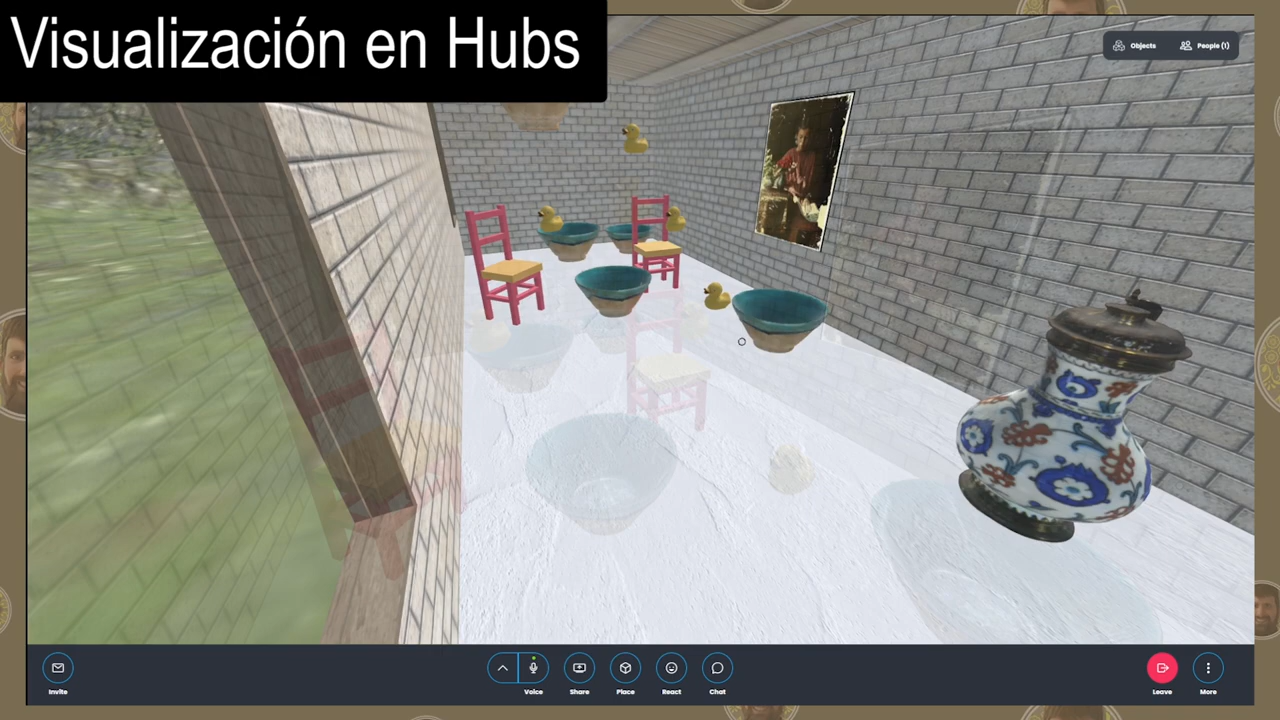 Visualización en Hubs
Objects
People (1)
Invite
Voice
Share
Place
React
Chat
Leave
More